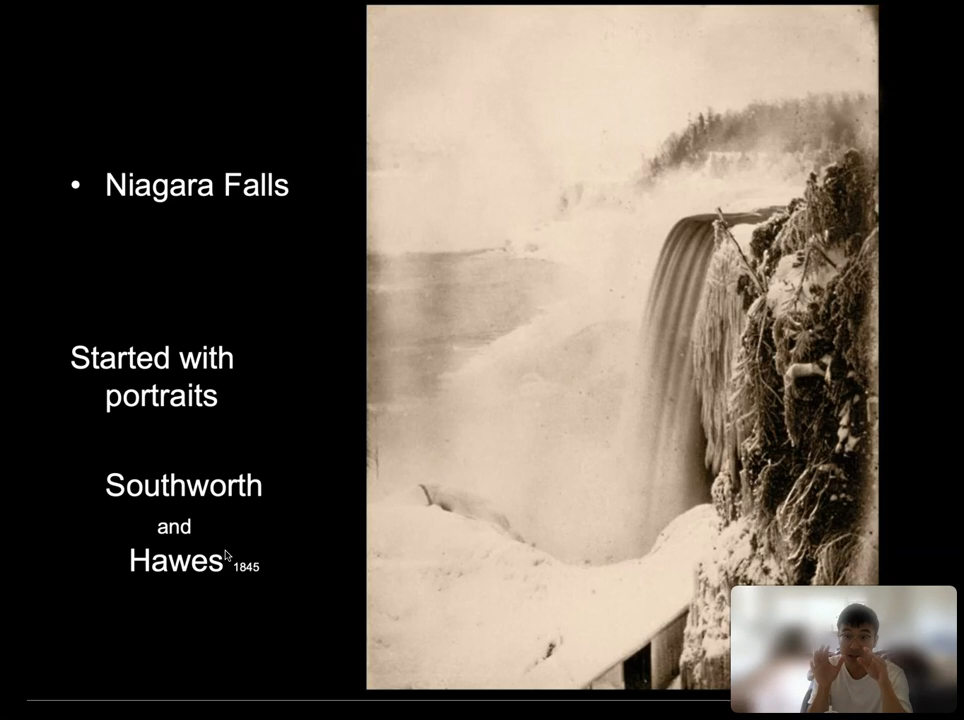 • Niagara Falls
Started with
portraits
Southworth
and
Hawes 1845